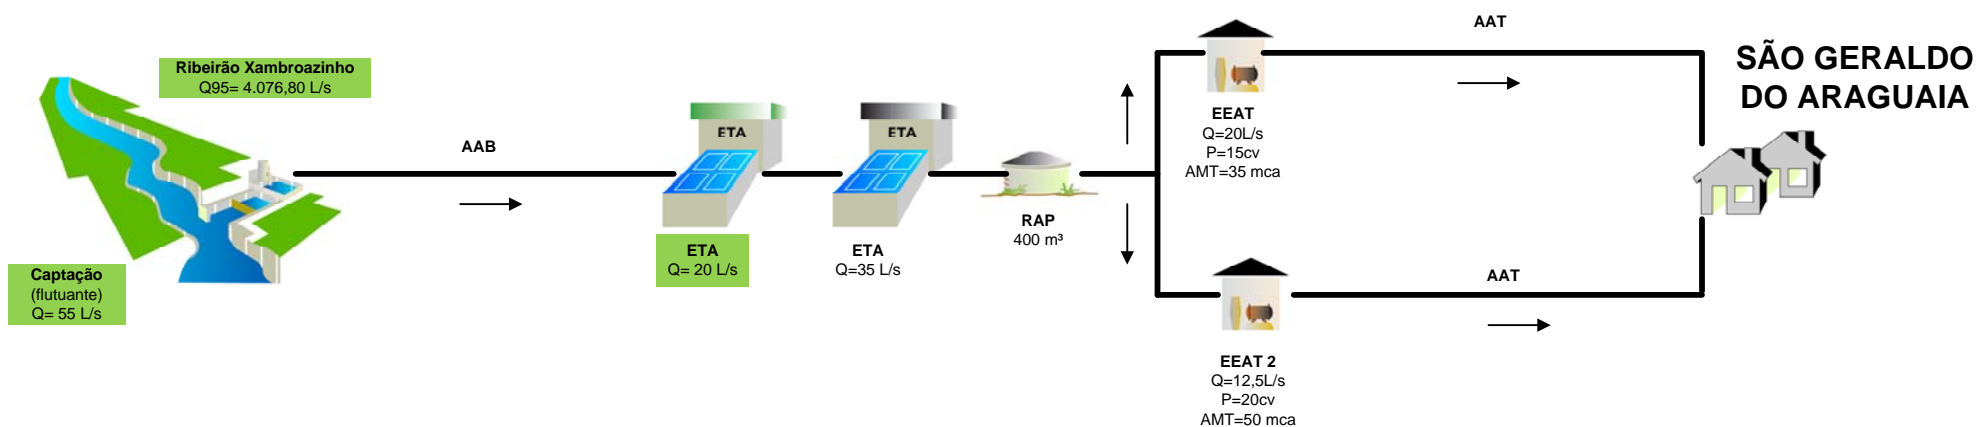 Ribeirão Xambroazinho
Q95= 4.076,80 L/s
Captação
(flutuante)
Q= 55 L/s
AAB
ETA
ETA
Q= 20 L/s
ETA
ETA
Q=35 L/s
RAP
400 m³
EEAT
Q=20L/s
P=15cv
AMT=35 mca
AAT
EEAT 2
Q=12,5L/s
P=20cv
AMT=50 mca
AAT
SÃO GERALDO
DO ARAGUAIA